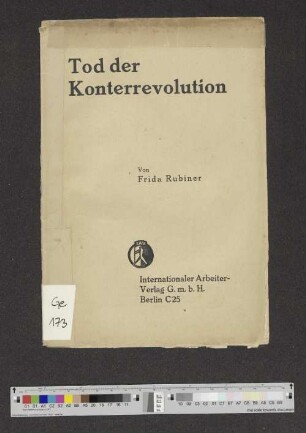 Tod der
Konterrevolution
Von
Frida Rubiner
Internationaler Arbeiter-
Verlag G. m. b. H.
Berlin C25
Ge
173